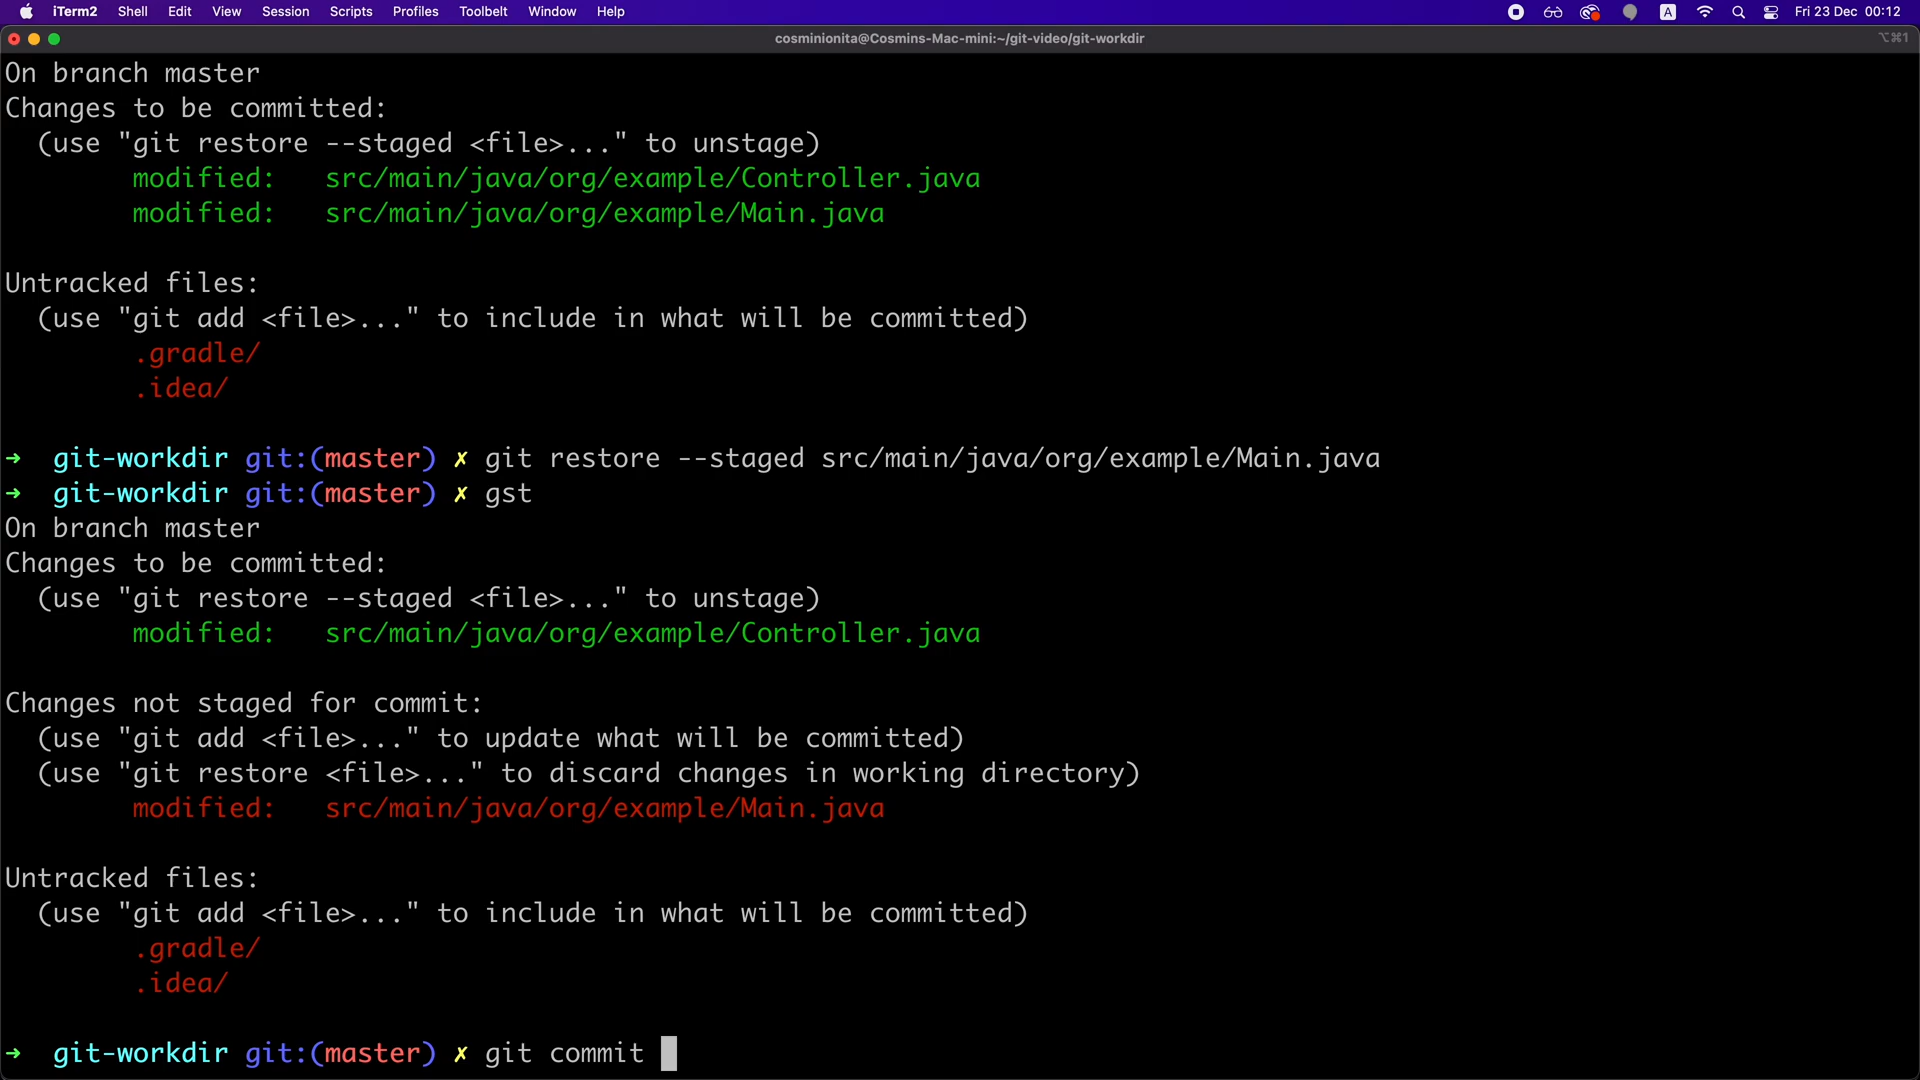 iTerm2 Shell Edit View Session Scripts Profiles Toolbelt Window Help A Fri 23 Dec 00:12
cosminionita@Cosmins-Mac-mini:~/git-video/git-workdir ⌥⌘1
On branch master
Changes to be committed:
  (use "git restore --staged <file>..." to unstage)
        modified:   src/main/java/org/example/Controller.java
        modified:   src/main/java/org/example/Main.java
Untracked files:
  (use "git add <file>..." to include in what will be committed)
        .gradle/
        .idea/
➜  git-workdir git:(master) ✗ git restore --staged src/main/java/org/example/Main.java
➜  git-workdir git:(master) ✗ gst
On branch master
Changes to be committed:
  (use "git restore --staged <file>..." to unstage)
        modified:   src/main/java/org/example/Controller.java
Changes not staged for commit:
  (use "git add <file>..." to update what will be committed)
  (use "git restore <file>..." to discard changes in working directory)
        modified:   src/main/java/org/example/Main.java
Untracked files:
  (use "git add <file>..." to include in what will be committed)
        .gradle/
        .idea/
➜  git-workdir git:(master) ✗ git commit